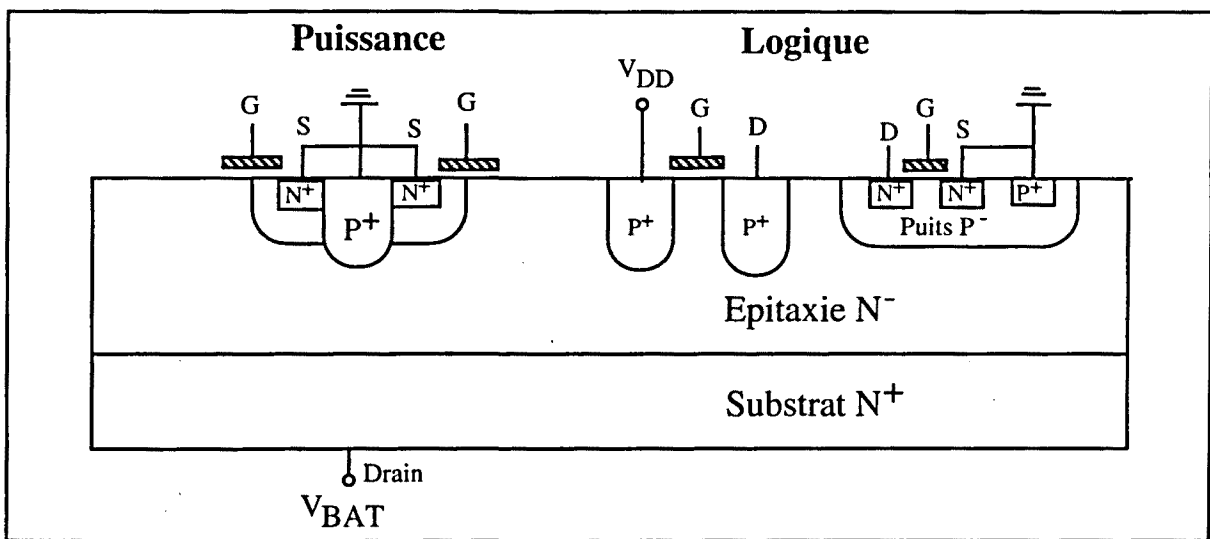 Puissance Logique
V_DD
G G G D G S
S S D
N⁺ N⁺ N⁺ N⁺ P⁺
P⁺ P⁺ P⁺ Puits P⁻
Epitaxie N⁻
Substrat N⁺
Drain
V_BAT